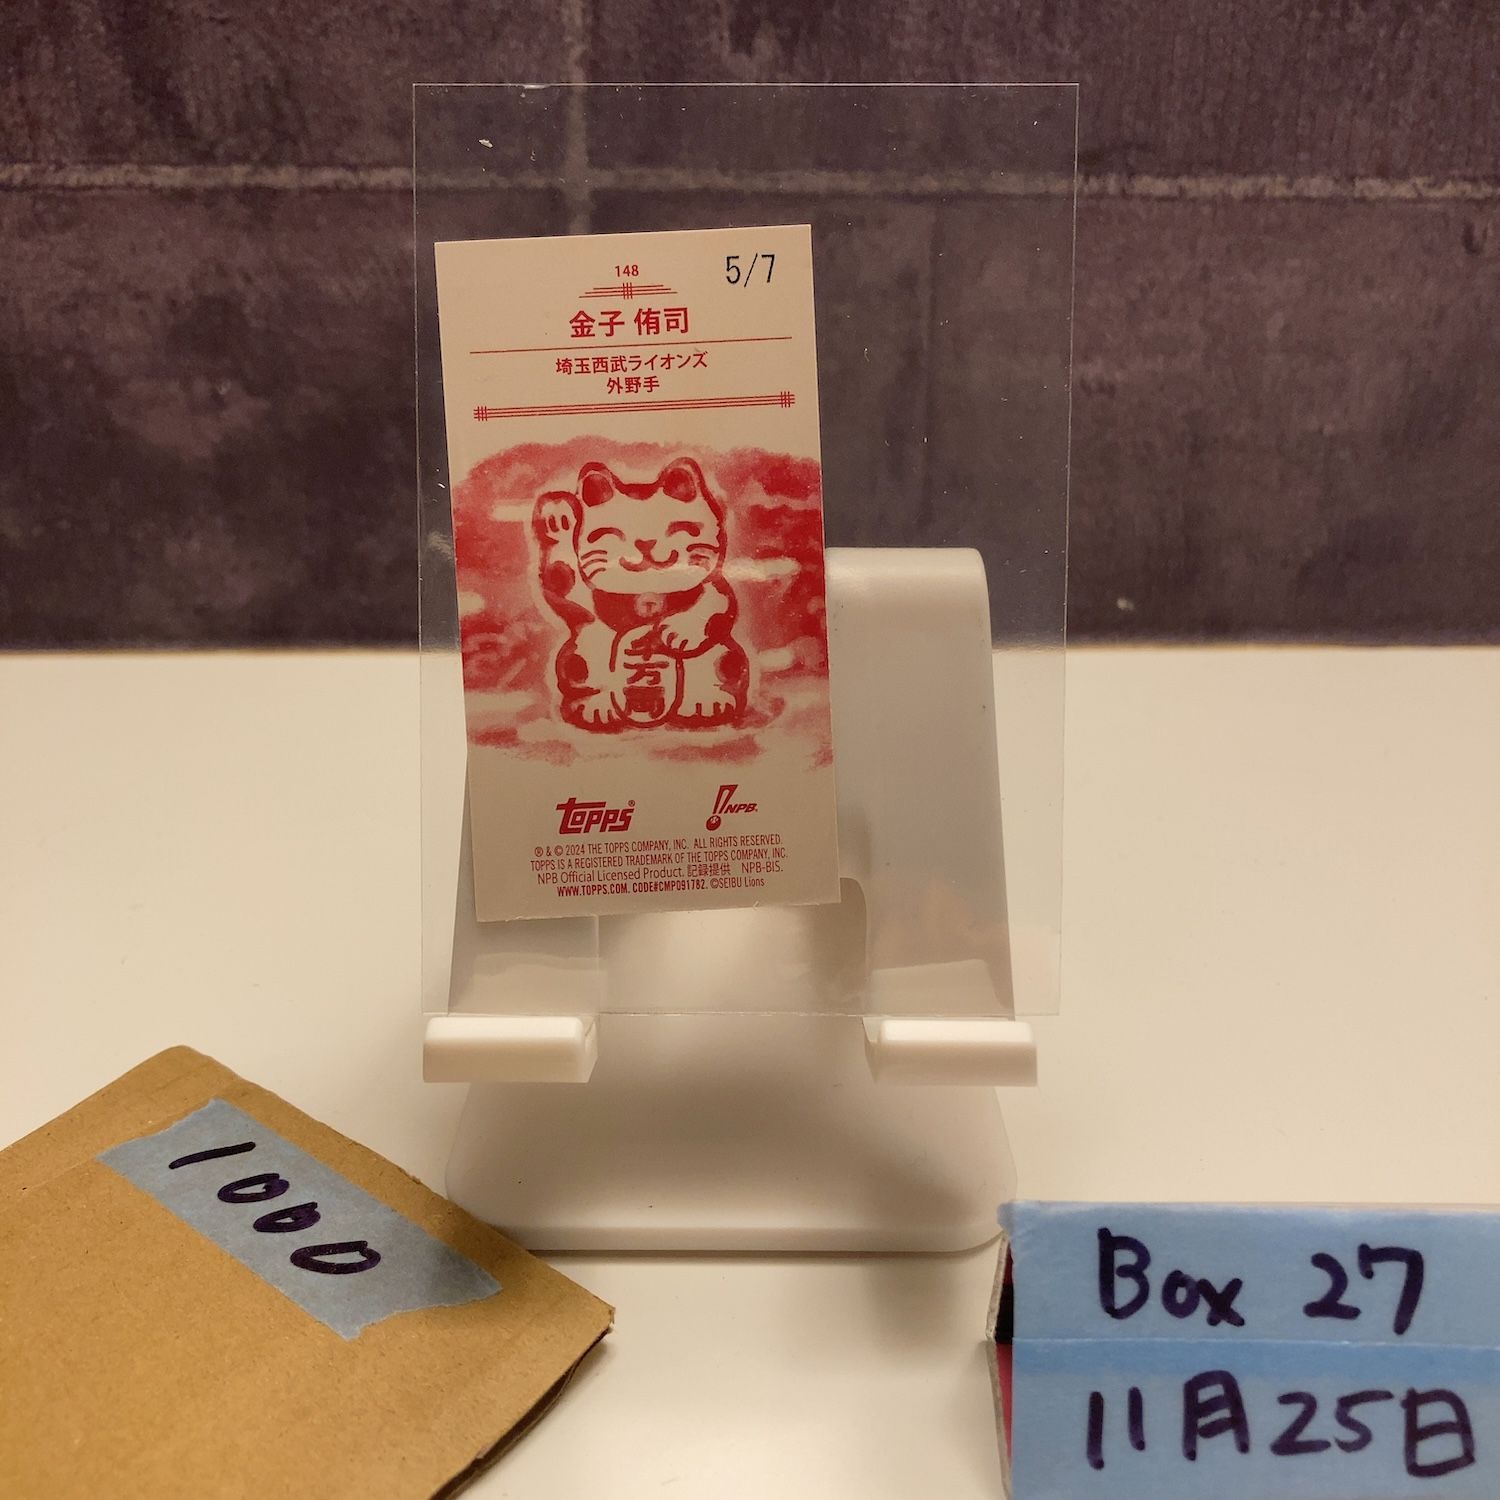 148
5/7
金子 侑司
埼玉西武ライオンズ
外野手
千万両
TOPPS®
NPB®
® & © 2024 THE TOPPS COMPANY, INC. ALL RIGHTS RESERVED.
TOPPS IS A REGISTERED TRADEMARK OF THE TOPPS COMPANY, INC.
NPB Official Licensed Product. 記録提供 NPB-BIS.
WWW.TOPPS.COM. CODE#CMP091782. ©SEIBU Lions
1000
Box 27
11月25日